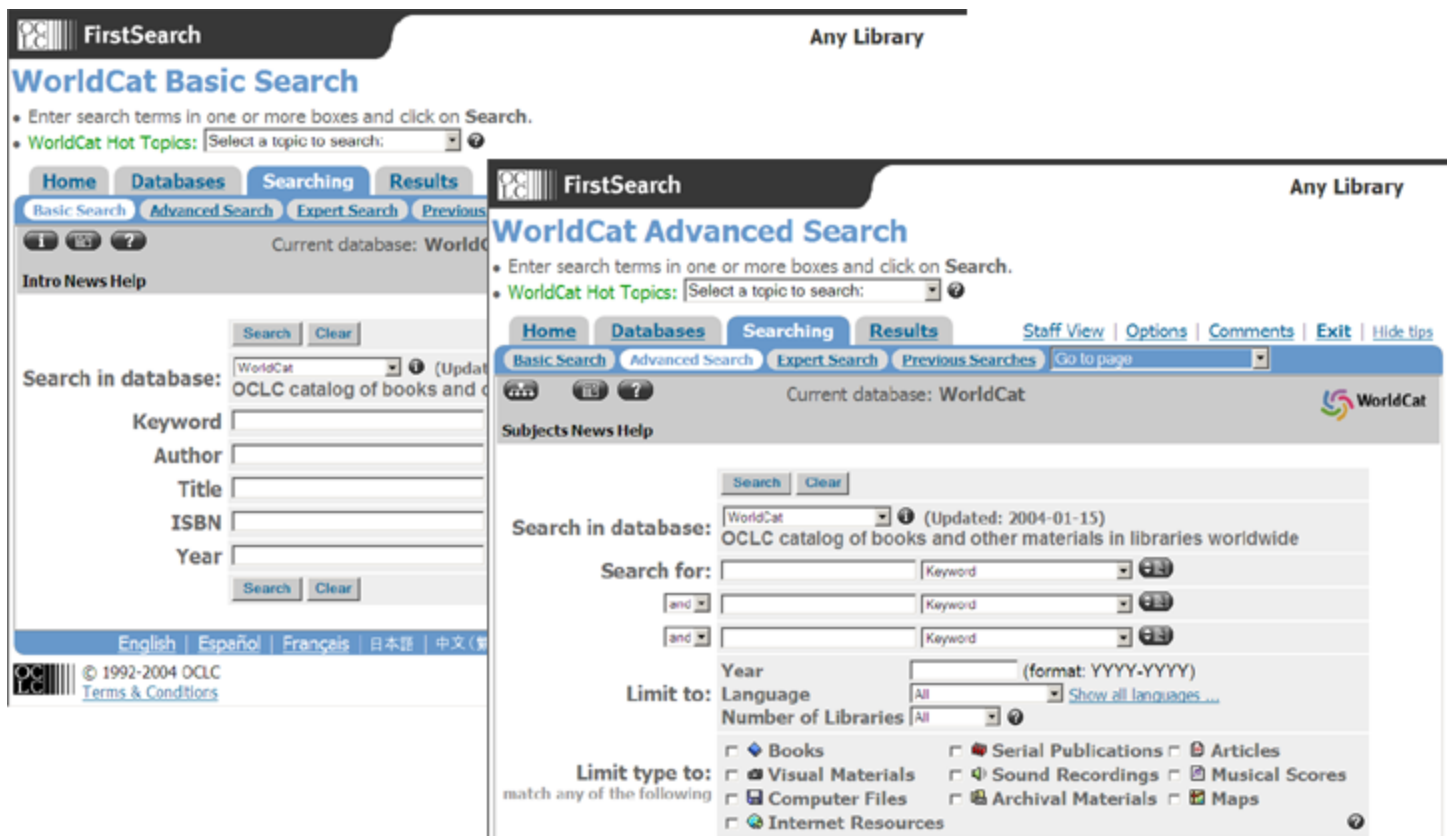 OCLC FirstSearch
Any Library
WorldCat Basic Search
• Enter search terms in one or more boxes and click on Search.
• WorldCat Hot Topics: Select a topic to search:
Home Databases Searching Results
Basic Search Advanced Search Expert Search Previous
Current database: World
Intro News Help
Search Clear
Search in database: WorldCat
OCLC catalog of books and
Keyword
Author
Title
ISBN
Year
Search Clear
English | Español | Français | 日本語 | 中文
OCLC © 1992-2004 OCLC
Terms & Conditions
OCLC FirstSearch
Any Library
WorldCat Advanced Search
• Enter search terms in one or more boxes and click on Search.
• WorldCat Hot Topics: Select a topic to search:
Home Databases Searching Results Staff View | Options | Comments | Exit | Hide tips
Basic Search Advanced Search Expert Search Previous Searches Go to page
Current database: WorldCat
WorldCat
Subjects News Help
Search Clear
Search in database: WorldCat (Updated: 2004-01-15)
OCLC catalog of books and other materials in libraries worldwide
Search for: Keyword
and Keyword
and Keyword
Year (format: YYYY-YYYY)
Limit to: Language All Show all languages ...
Number of Libraries All
Books Serial Publications Articles
Limit type to: Visual Materials Sound Recordings Musical Scores
match any of the following Computer Files Archival Materials Maps
Internet Resources